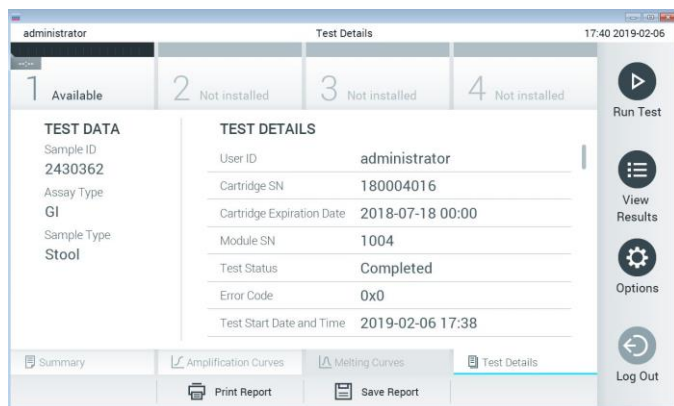 administrator Test Details 17:40 2019-02-06
--:--
1 Available 2 Not installed 3 Not installed 4 Not installed
Run Test
TEST DATA
Sample ID
2430362
Assay Type
GI
Sample Type
Stool
TEST DETAILS
User ID administrator
Cartridge SN 180004016
Cartridge Expiration Date 2018-07-18 00:00
Module SN 1004
Test Status Completed
Error Code 0x0
Test Start Date and Time 2019-02-06 17:38
View
Results
Options
Log Out
Summary Amplification Curves Melting Curves Test Details
Print Report Save Report